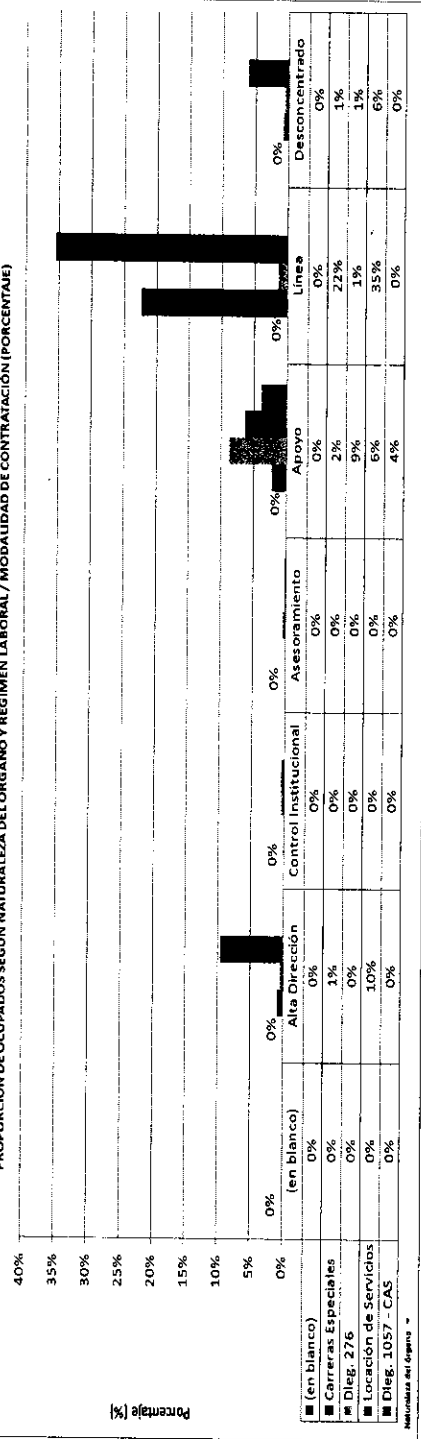 PROPORCIÓN DE OCUPADOS SEGÚN NATURALEZA DEL ÓRGANO Y REGIMEN LABORAL / MODALIDAD DE CONTRATACIÓN (PORCENTAJE)
Porcentaje (%)
40%
35%
30%
25%
20%
15%
10%
5%
0%
0% 0% 0% 0% 0% 0% 0%
(en blanco) Alta Dirección Control Institucional Asesoramiento Apoyo Línea Desconcentrado
(en blanco) 0% 0% 0% 0% 0% 0% 0%
Carreras Especiales 0% 1% 0% 0% 2% 22% 1%
Dleg. 276 0% 0% 0% 0% 9% 1% 1%
Locación de Servicios 0% 10% 0% 0% 6% 35% 6%
Dleg. 1057 - CAS 0% 0% 0% 0% 4% 0% 0%
Naturaleza del órgano